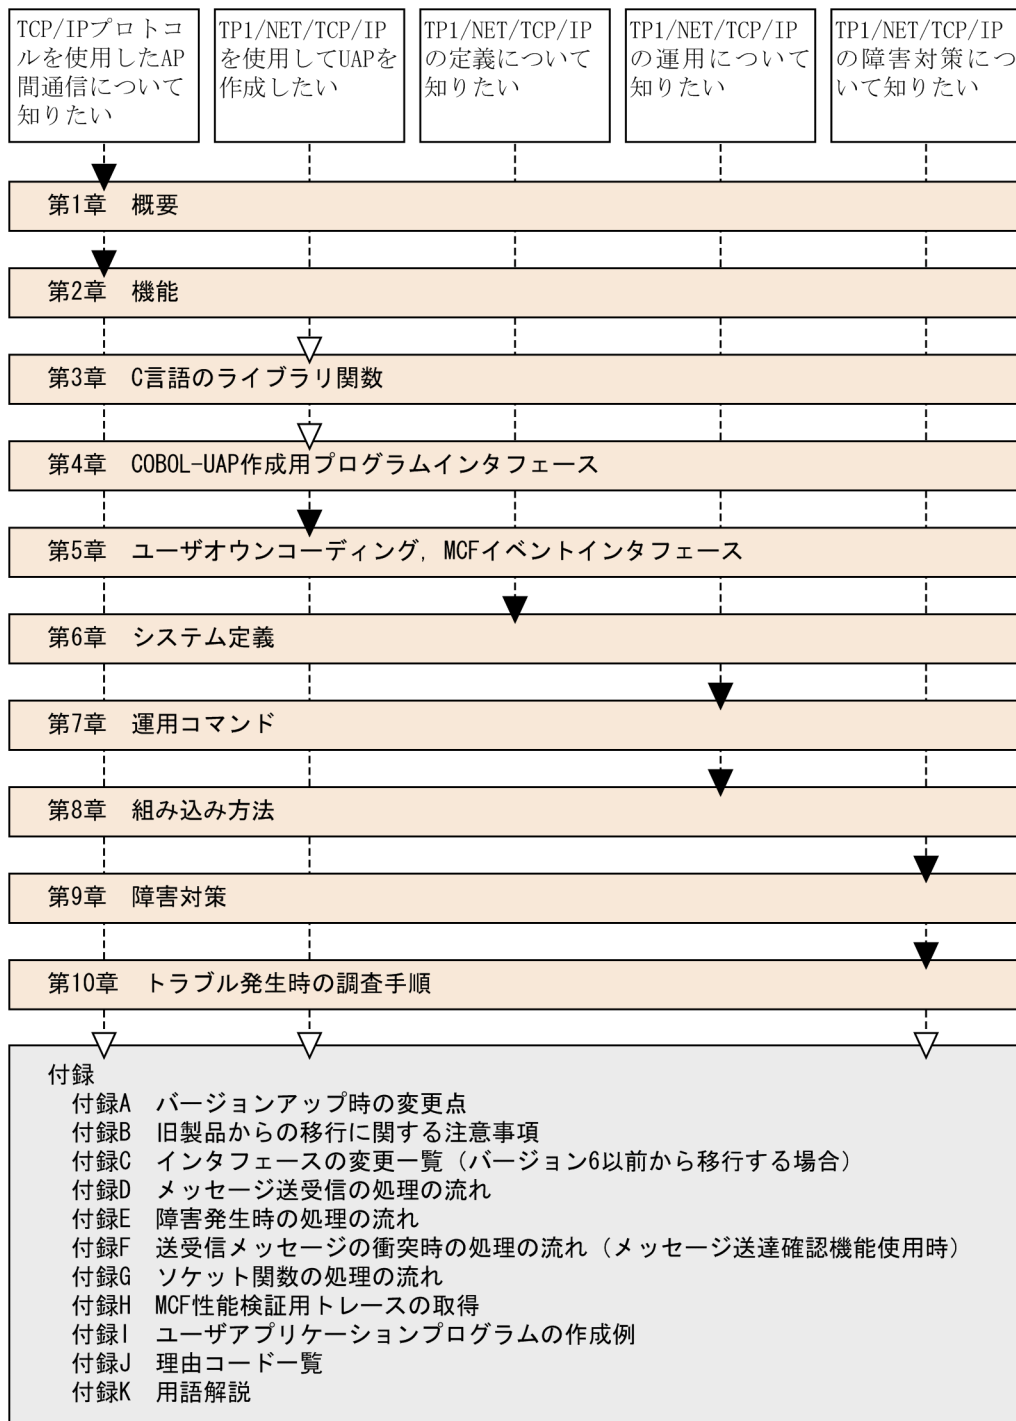 TCP/IPプロトコ
ルを使用したAP
間通信について
知りたい
TP1/NET/TCP/IP
を使用してUAPを
作成したい
TP1/NET/TCP/IP
の定義について
知りたい
TP1/NET/TCP/IP
の運用について
知りたい
TP1/NET/TCP/IP
の障害対策につ
いて知りたい
第1章　概要
第2章　機能
第3章　C言語のライブラリ関数
第4章　COBOL-UAP作成用プログラムインタフェース
第5章　ユーザオウンコーディング，MCFイベントインタフェース
第6章　システム定義
第7章　運用コマンド
第8章　組み込み方法
第9章　障害対策
第10章　トラブル発生時の調査手順
付録
付録A　バージョンアップ時の変更点
付録B　旧製品からの移行に関する注意事項
付録C　インタフェースの変更一覧（バージョン6以前から移行する場合）
付録D　メッセージ送受信の処理の流れ
付録E　障害発生時の処理の流れ
付録F　送受信メッセージの衝突時の処理の流れ（メッセージ送達確認機能使用時）
付録G　ソケット関数の処理の流れ
付録H　MCF性能検証用トレースの取得
付録I　ユーザアプリケーションプログラムの作成例
付録J　理由コード一覧
付録K　用語解説